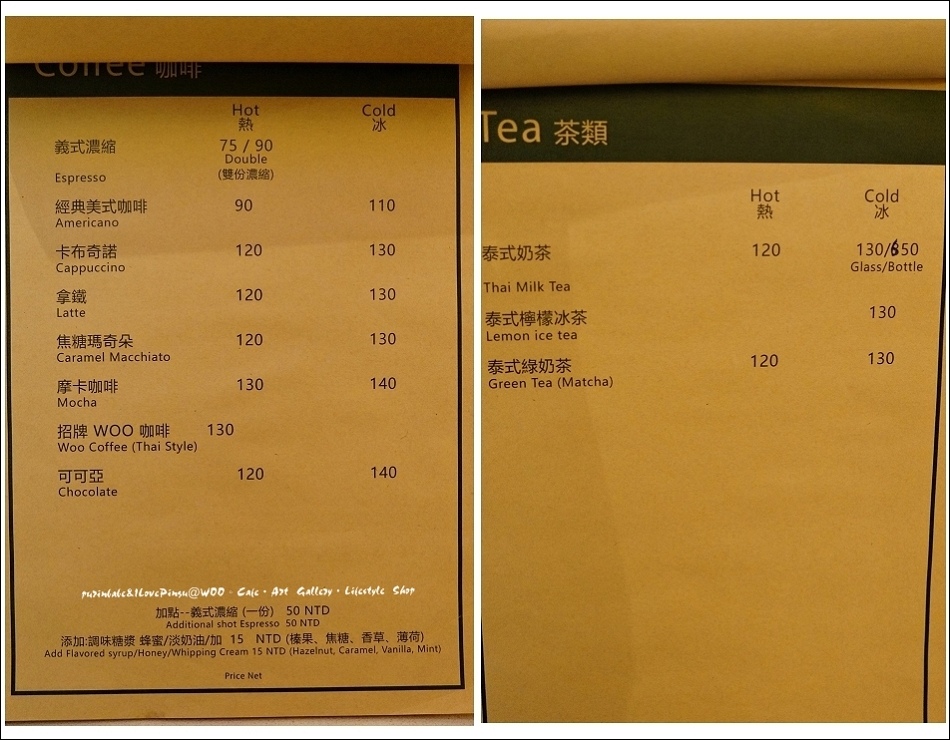 Coffee 咖啡
Hot Cold
熱 冰
義式濃縮 75 / 90
Double
Espresso (雙份濃縮)
經典美式咖啡 90 110
Americano
卡布奇諾 120 130
Cappuccino
拿鐵 120 130
Latte
焦糖瑪奇朵 120 130
Caramel Macchiato
摩卡咖啡 130 140
Mocha
招牌 WOO 咖啡 130
Woo Coffee (Thai Style)
可可亞 120 140
Chocolate
@WOO · Cafe · Art Gallery · Lifestyle Shop
加點--義式濃縮 (一份) 50 NTD
Additional shot Espresso 50 NTD
添加:調味糖漿 蜂蜜/淡奶油/加 15 NTD (榛果、焦糖、香草、薄荷)
Add Flavored syrup/Honey/Whipping Cream 15 NTD (Hazelnut, Caramel, Vanilla, Mint)
Price Net
Tea 茶類
Hot Cold
熱 冰
泰式奶茶 120 130/650
Glass/Bottle
Thai Milk Tea
泰式檸檬冰茶 130
Lemon ice tea
泰式綠奶茶 120 130
Green Tea (Matcha)